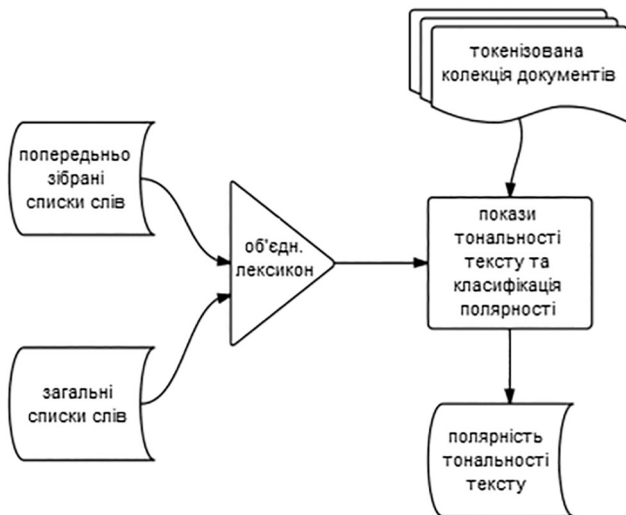 токенізована
колекція документів
попередньо
зібрані
списки слів
об'єдн.
лексикон
покази
тональності
тексту та
класифікація
полярності
загальні
списки слів
полярність
тональності
тексту